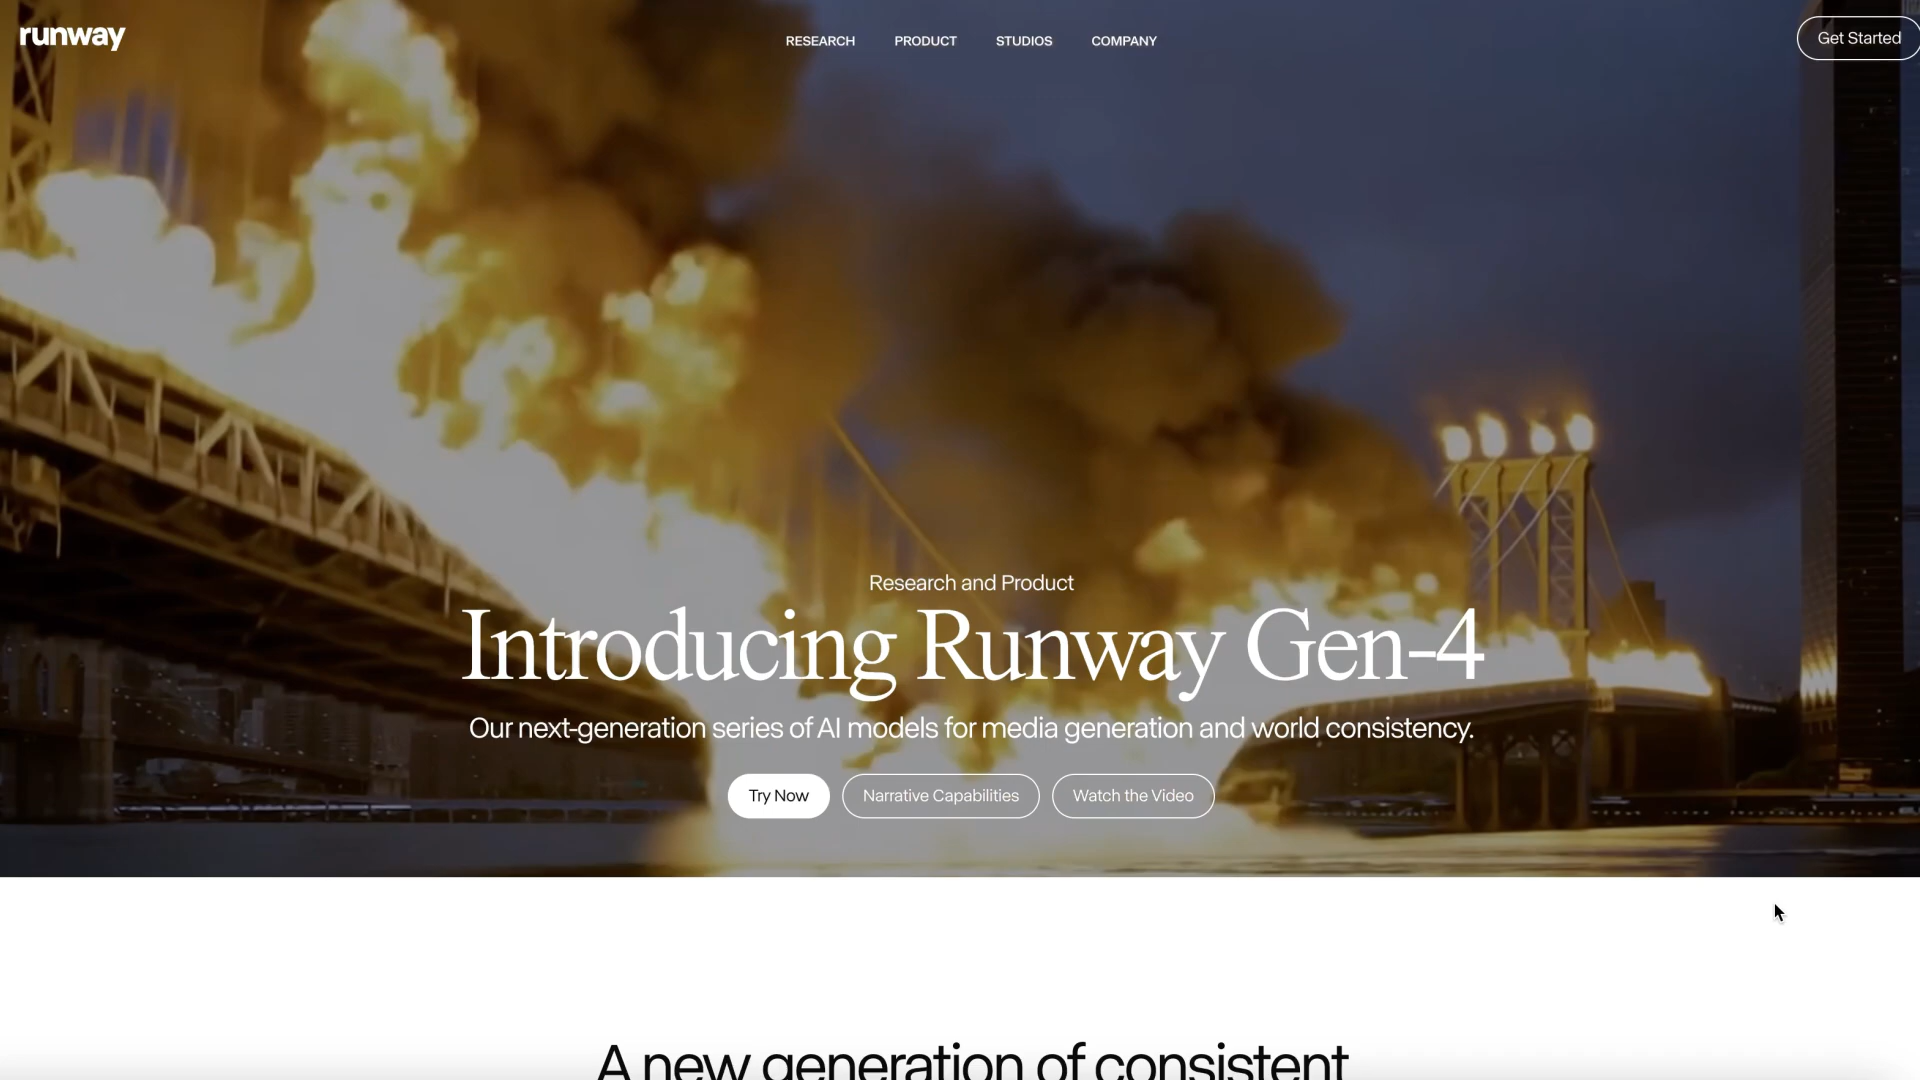 runway
RESEARCH
PRODUCT
STUDIOS
COMPANY
Get Started
Research and Product
Introducing Runway Gen-4
Our next-generation series of AI models for media generation and world consistency.
Try Now
Narrative Capabilities
Watch the Video
A new generation of consistent